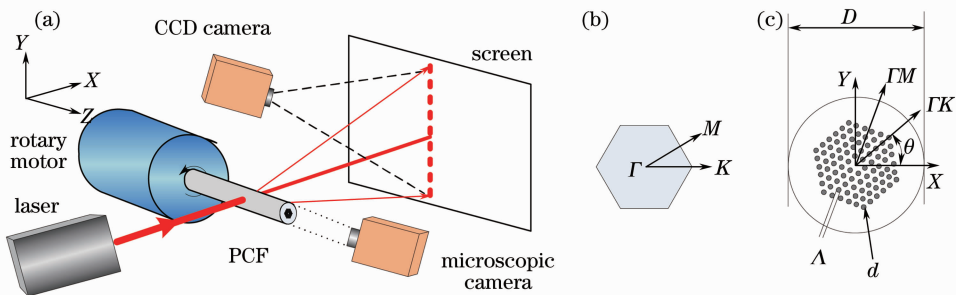 (a)
CCD camera
screen
Y
X
Z
rotary
motor
laser
PCF
microscopic
camera
(b)
M
Γ
K
(c)
D
Y
ΓM
ΓK
θ
X
Λ
d